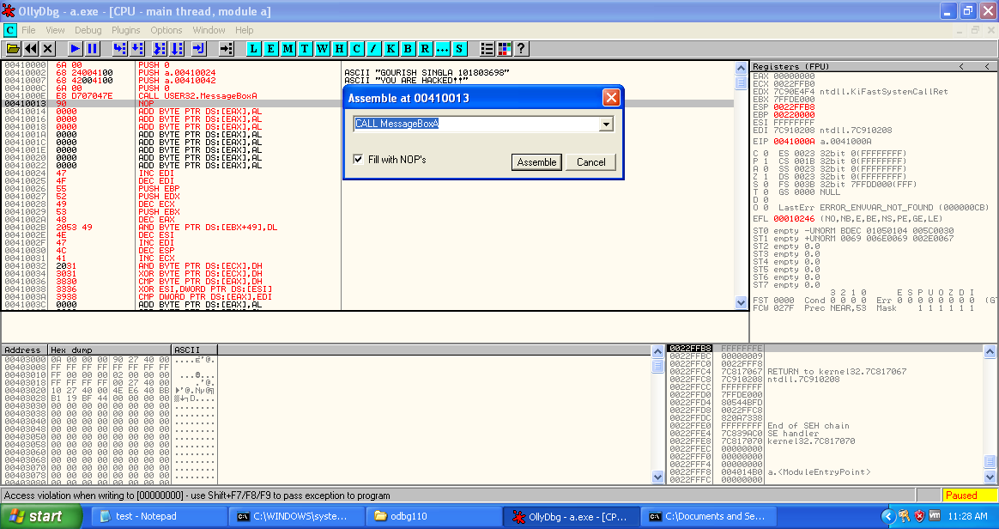 OllyDbg - a.exe - [CPU - main thread, module a]
C File View Debug Plugins Options Window Help
L E M T W H C / K B R ... S ?
00410000 6A 00 PUSH 0
00410002 68 24004100 PUSH a.00410024 ASCII "GOURISH SINGLA 101803698"
00410007 68 42004100 PUSH a.00410042 ASCII "YOU ARE HACKED!!"
0041000C 6A 00 PUSH 0
0041000E E8 D707047E CALL USER32.MessageBoxA
00410013 90 NOP
00410014 0000 ADD BYTE PTR DS:[EAX],AL
00410016 0000 ADD BYTE PTR DS:[EAX],AL
00410018 0000 ADD BYTE PTR DS:[EAX],AL
0041001A 0000 ADD BYTE PTR DS:[EAX],AL
0041001C 0000 ADD BYTE PTR DS:[EAX],AL
0041001E 0000 ADD BYTE PTR DS:[EAX],AL
00410020 0000 ADD BYTE PTR DS:[EAX],AL
00410022 0000 ADD BYTE PTR DS:[EAX],AL
00410024 47 INC EDI
00410025 4F DEC EDI
00410026 55 PUSH EBP
00410027 52 PUSH EDX
00410028 49 DEC ECX
00410029 53 PUSH EBX
0041002A 48 DEC EAX
0041002B 2053 49 AND BYTE PTR DS:[EBX+49],DL
0041002E 4E DEC ESI
0041002F 47 INC EDI
00410030 4C DEC ESP
00410031 41 INC ECX
00410032 2031 AND BYTE PTR DS:[ECX],DH
00410034 3031 XOR BYTE PTR DS:[ECX],DH
00410036 3830 CMP BYTE PTR DS:[EAX],DH
00410038 3336 XOR ESI,DWORD PTR DS:[ESI]
0041003A 3938 CMP DWORD PTR DS:[EAX],EDI
0041003C 0000 ADD BYTE PTR DS:[EAX],AL
Assemble at 00410013
CALL MessageBoxA
Fill with NOP's Assemble Cancel
Registers (FPU) < <
EAX 00000000
ECX 0022FFB0
EDX 7C90E4F4 ntdll.KiFastSystemCallRet
EBX 7FFDE000
ESP 0022FFB8
EBP 00220000
ESI FFFFFFFF
EDI 7C910208 ntdll.7C910208
EIP 0041000A a.0041000A
C 0 ES 0023 32bit 0(FFFFFFFF)
P 1 CS 001B 32bit 0(FFFFFFFF)
A 0 SS 0023 32bit 0(FFFFFFFF)
Z 1 DS 0023 32bit 0(FFFFFFFF)
S 0 FS 003B 32bit 7FFDD000(FFF)
T 0 GS 0000 NULL
D 0
O 0 LastErr ERROR_ENVVAR_NOT_FOUND (000000CB)
EFL 00010246 (NO,NB,E,BE,NS,PE,GE,LE)
ST0 empty -UNORM BDEC 01050104 005C0030
ST1 empty +UNORM 0069 006E0069 002E0067
ST2 empty 0.0
ST3 empty 0.0
ST4 empty 0.0
ST5 empty 0.0
ST6 empty 0.0
ST7 empty 0.0
3 2 1 0 E S P U O Z D I
FST 0000 Cond 0 0 0 0 Err 0 0 0 0 0 0 0 0 (GT
FCW 027F Prec NEAR,53 Mask 1 1 1 1 1 1
Address Hex dump ASCII
00403000 0A 00 00 00 90 27 40 00
00403008 FF FF FF FF FF FF FF FF
00403010 FF 00 00 00 02 00 00 00
00403018 FF FF FF FF 00 27 40 00
00403020 10 27 40 00 4E E6 40 BB
00403028 B1 19 BF 44 00 00 00 00
00403030 00 00 00 00 00 00 00 00 ........
00403038 00 00 00 00 00 00 00 00 ........
00403040 00 00 00 00 00 00 00 00 ........
00403048 00 00 00 00 00 00 00 00 ........
00403050 00 00 00 00 00 00 00 00 ........
00403058 00 00 00 00 00 00 00 00 ........
00403060 00 00 00 00 00 00 00 00 ........
00403068 00 00 00 00 00 00 00 00 ........
00403070 00 00 00 00 00 00 00 00 ........
00403078 00 00 00 00 00 00 00 00 ........
0022FFB8 FFFFFFFE
0022FFBC 00000009
0022FFC0 0022FFF8
0022FFC4 7C817067 RETURN to kernel32.7C817067
0022FFC8 7C910208 ntdll.7C910208
0022FFCC FFFFFFFF
0022FFD0 7FFDE000
0022FFD4 80544BFD
0022FFD8 0022FFC8
0022FFDC 820A7338
0022FFE0 FFFFFFFF End of SEH chain
0022FFE4 7C839AC0 SE handler
0022FFE8 7C817070 kernel32.7C817070
0022FFEC 00000000
0022FFF0 00000000
0022FFF4 00000000
0022FFF8 004014B0 a.<ModuleEntryPoint>
0022FFFC 00000000
Access violation when writing to [00000000] - use Shift+F7/F8/F9 to pass exception to program Paused
start test - Notepad C:\WINDOWS\syste... odbg110 OllyDbg - a.exe - [CP... C:\Documents and Se... 11:28 AM